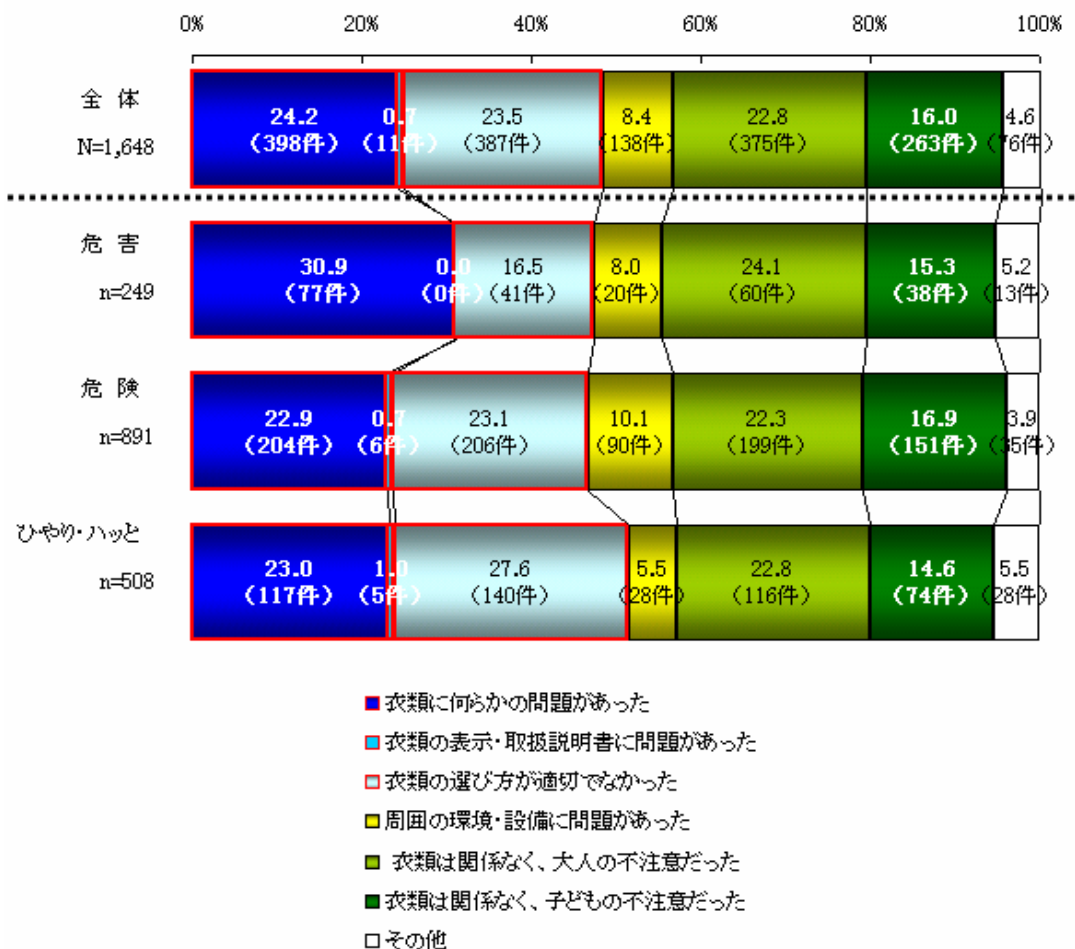 0% 20% 40% 60% 80% 100%
全体
N=1,648
24.2 0.7 23.5 8.4 22.8 16.0 4.6
(398件) (11件) (387件) (138件) (375件) (263件) (76件)
危害
n=249
30.9 0.0 16.5 8.0 24.1 15.3 5.2
(77件) (0件) (41件) (20件) (60件) (38件) (13件)
危険
n=891
22.9 0.7 23.1 10.1 22.3 16.9 3.9
(204件) (6件) (206件) (90件) (199件) (151件) (35件)
ひやり・ハッと
n=508
23.0 1.0 27.6 5.5 22.8 14.6 5.5
(117件) (5件) (140件) (28件) (116件) (74件) (28件)
衣類に何らかの問題があった
衣類の表示・取扱説明書に問題があった
衣類の選び方が適切でなかった
周囲の環境・設備に問題があった
衣類は関係なく、大人の不注意だった
衣類は関係なく、子どもの不注意だった
その他